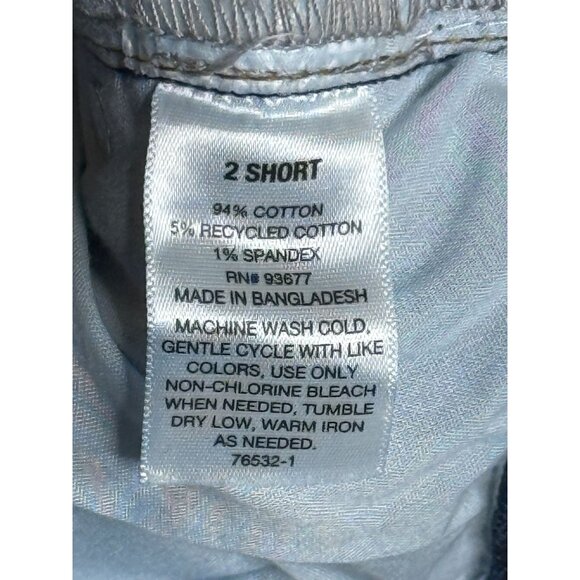 2 SHORT
94% COTTON
5% RECYCLED COTTON
1% SPANDEX
RN# 93677
MADE IN BANGLADESH
MACHINE WASH COLD,
GENTLE CYCLE WITH LIKE
COLORS, USE ONLY
NON-CHLORINE BLEACH
WHEN NEEDED, TUMBLE
DRY LOW, WARM IRON
AS NEEDED.
76532-1